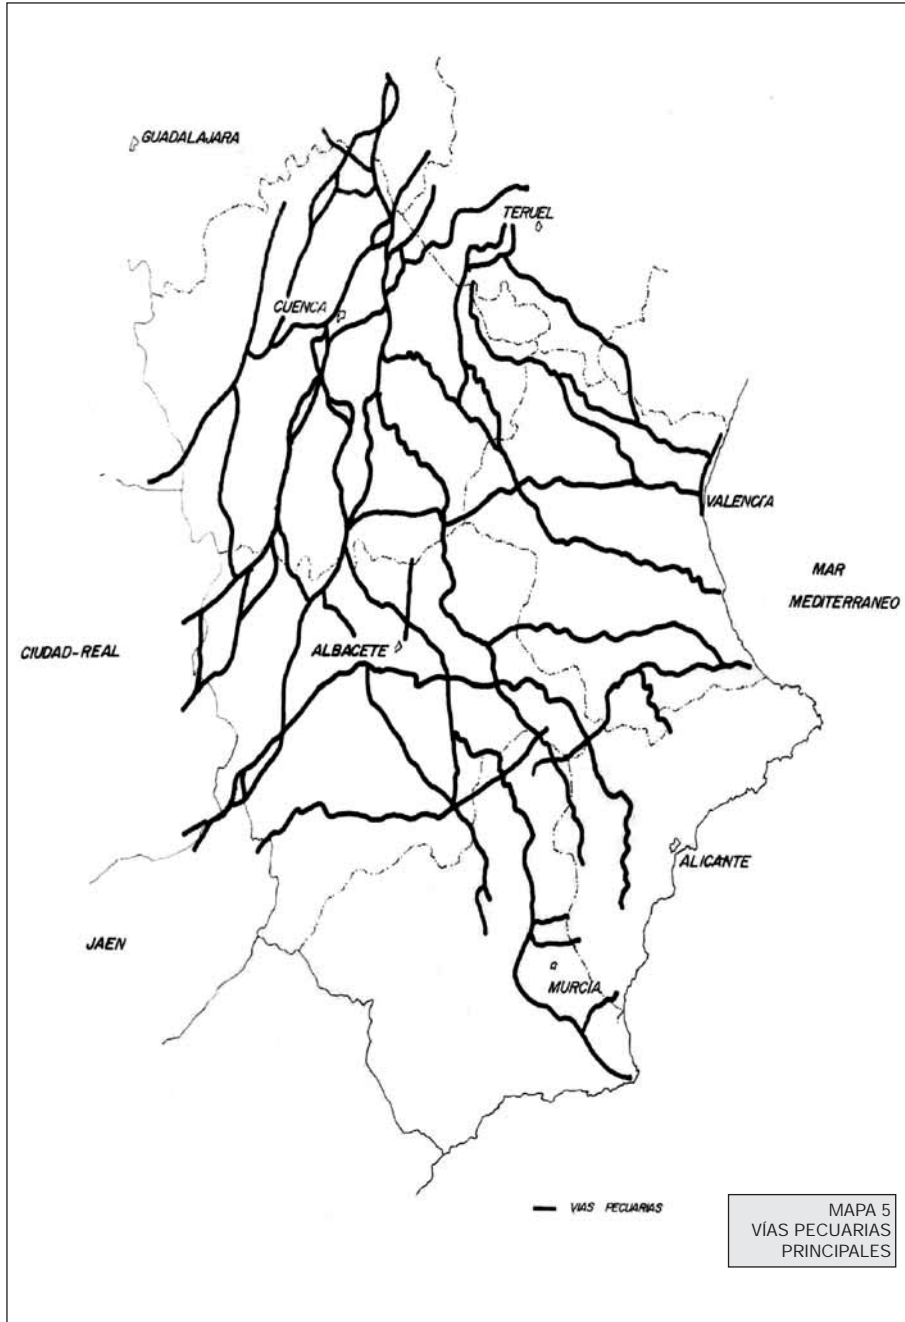 GUADALAJARA
TERUEL
CUENCA
VALENCIA
MAR
MEDITERRANEO
CIUDAD-REAL
ALBACETE
ALICANTE
JAEN
MURCIA
VIAS PECUARIAS
MAPA 5
VÍAS PECUARIAS
PRINCIPALES